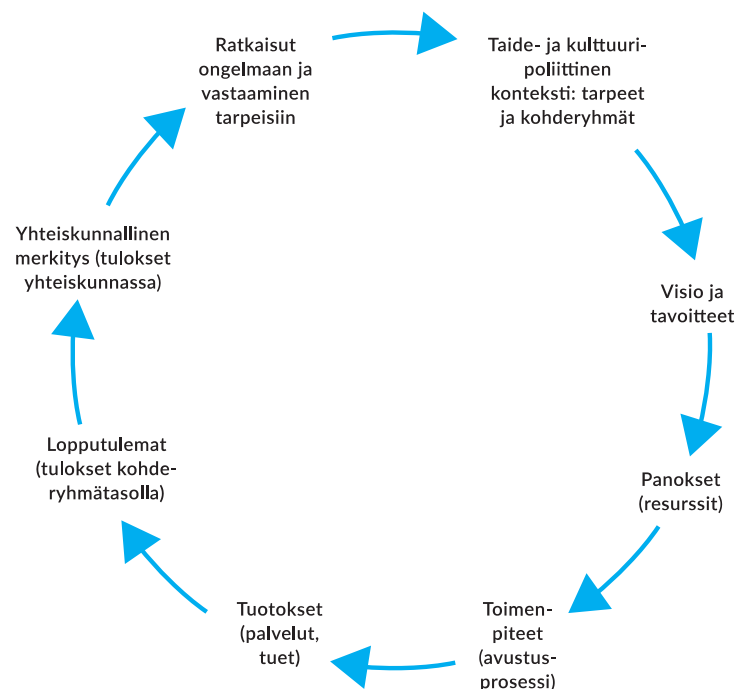 Ratkaisut
ongelmaan ja
vastaaminen
tarpeisiin
Taide- ja kulttuuri-
poliittinen
konteksti: tarpeet
ja kohderyhmät
Visio ja
tavoitteet
Panokset
(resurssit)
Toimen-
piteet
(avustus-
prosessi)
Tuotokset
(palvelut,
tuet)
Lopputulemat
(tulokset kohde-
ryhmätasolla)
Yhteiskunnallinen
merkitys (tulokset
yhteiskunnassa)